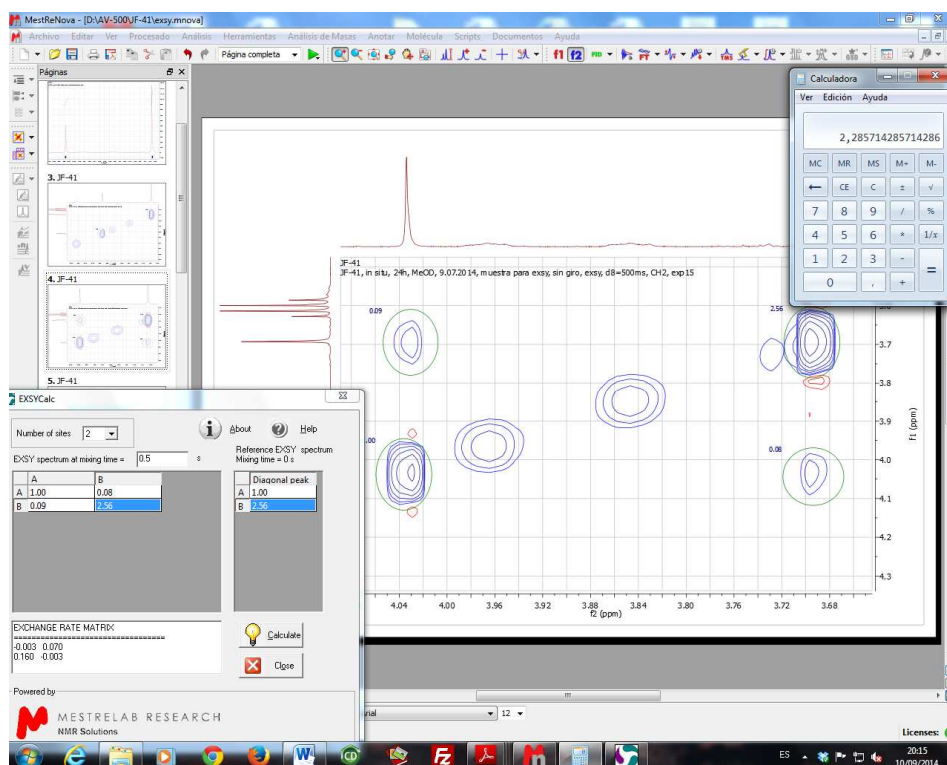 MestReNova - [D:\AV-500\JF-41\exsy.mnova]
Archivo Editar Ver Procesado Análisis Herramientas Análisis de Masas Anotar Molécula Scripts Documentos Ayuda
Página completa
f1 f2
Páginas
3. JF-41
4. JF-41
5. JF-41
Calculadora
Ver Edición Ayuda
2,285714285714286
MC MR MS M+ M-
← CE C ± √
7 8 9 / %
4 5 6 * 1/x
1 2 3 - =
0 , +
JF-41
JF-41, in situ, 24h, MeOD, 9.07.2014, muestra para exsy, sin giro, exsy, d8=500ms, CH2, exp15
0.09
2.56
3.7
3.8
3.9
4.0
4.1
4.2
4.3
f1 (ppm)
.00
0.08
4.04 4.00 3.96 3.92 3.88 3.84 3.80 3.76 3.72 3.68
f2 (ppm)
EXSYCalc
Number of sites 2
About Help
EXSY spectrum at mixing time = 0.5 s
Reference EXSY spectrum
Mixing time = 0 s
A B
A 1.00 0.08
B 0.09 2.56
Diagonal peak
A 1.00
B 2.56
EXCHANGE RATE MATRIX
-0.003 0.070
0.160 -0.003
Calculate
Close
Powered by
MESTRELAB RESEARCH
NMR Solutions
12
Licenses:
ES
20:15
10/09/2014